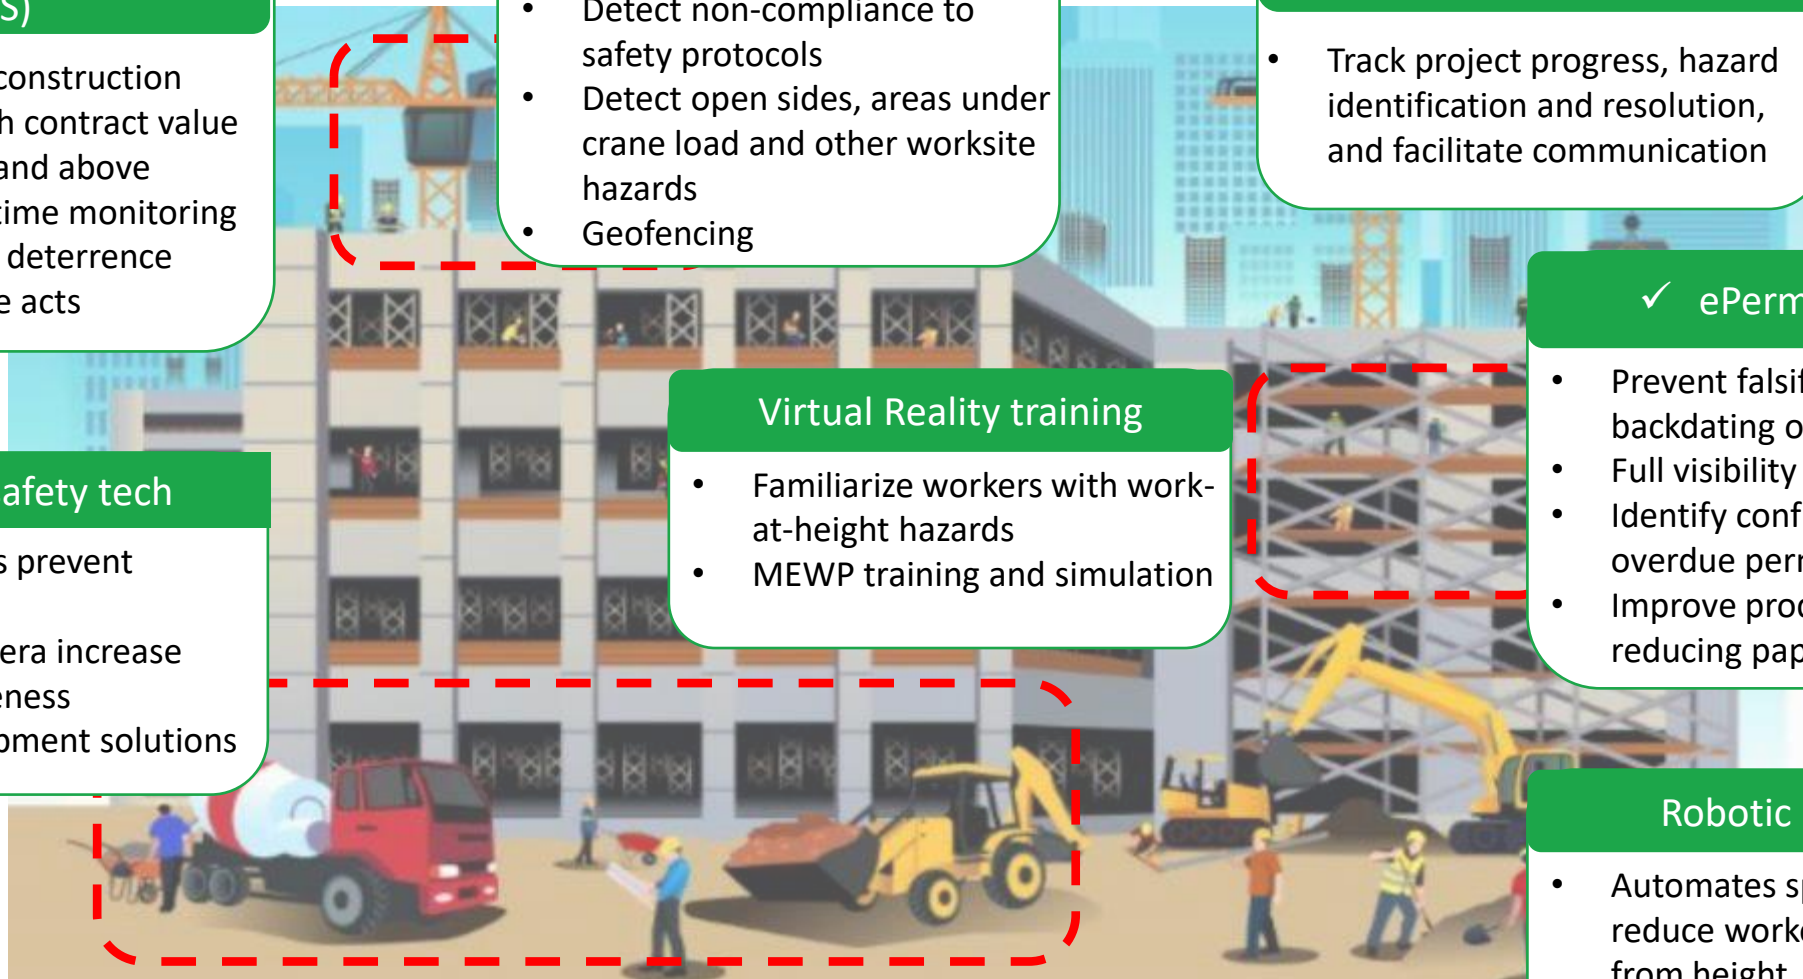 S)
construction
h contract value
and above
time monitoring
deterrence
e acts
• Detect non-compliance to
safety protocols
• Detect open sides, areas under
crane load and other worksite
hazards
• Geofencing
• Track project progress, hazard
identification and resolution,
and facilitate communication
afety tech
s prevent
era increase
eness
pment solutions
Virtual Reality training
• Familiarize workers with work-
at-height hazards
• MEWP training and simulation
✓ ePerm
• Prevent falsif
backdating o
• Full visibility
• Identify conf
overdue perr
• Improve proc
reducing pap
Robotic
• Automates sp
reduce worke
from height